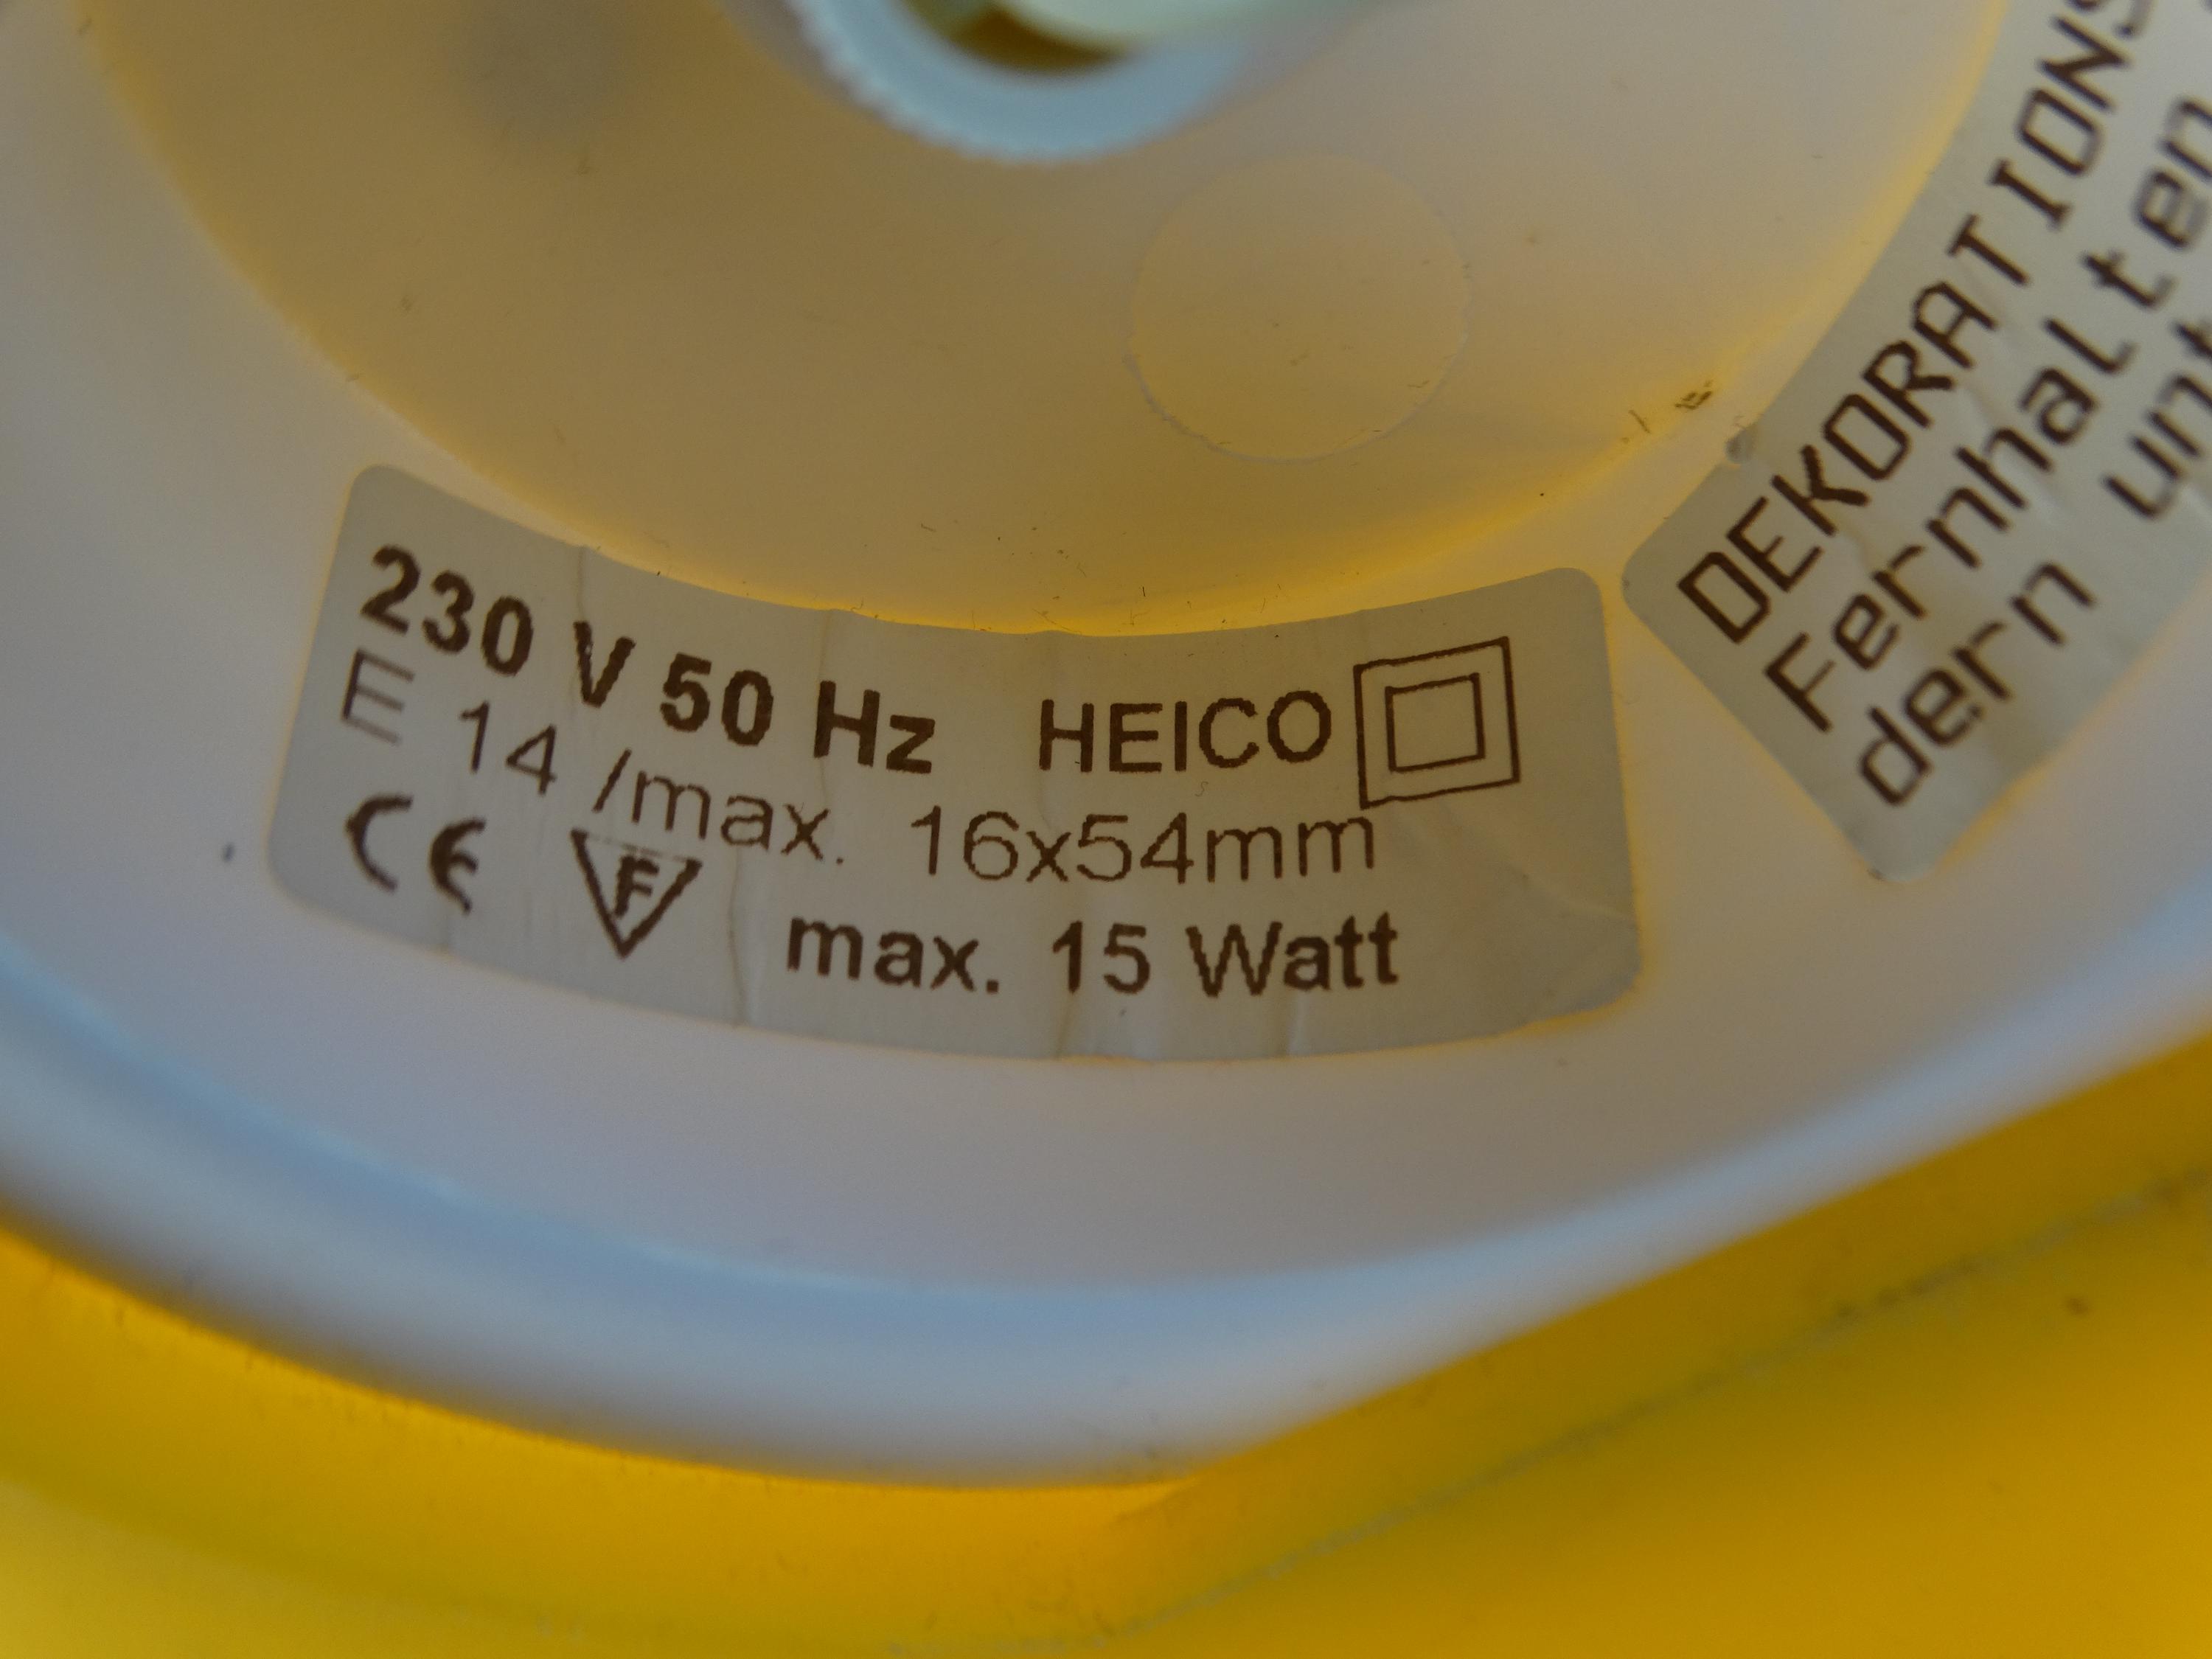 230 V 50 Hz HEICO
E 14 /max. 16x54mm
CE F max. 15 Watt
DEKORATIONS
Fernhalten
dern